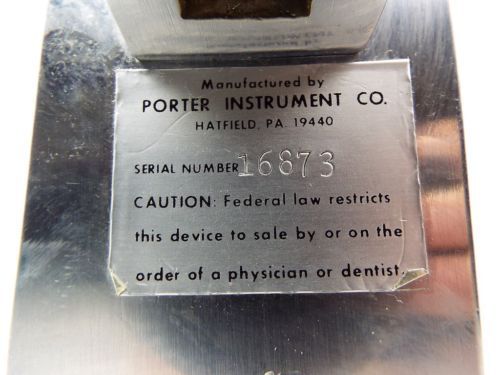 Manufactured by
PORTER INSTRUMENT CO.
HATFIELD, PA. 19440
SERIAL NUMBER 16873
CAUTION: Federal law restricts
this device to sale by or on the
order of a physician or dentist.